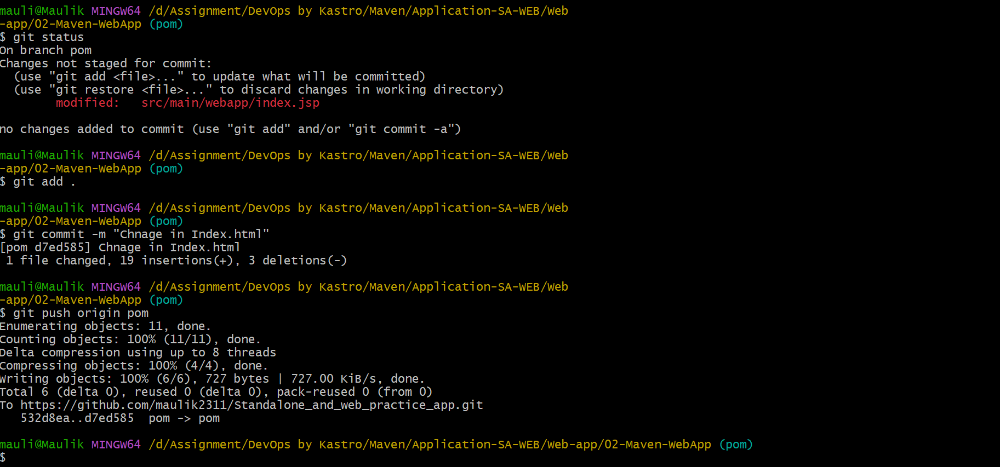 mauli@Maulik MINGW64 /d/Assignment/DevOps by Kastro/Maven/Application-SA-WEB/Web
-app/02-Maven-WebApp (pom)
$ git status
On branch pom
Changes not staged for commit:
  (use "git add <file>..." to update what will be committed)
  (use "git restore <file>..." to discard changes in working directory)
        modified:   src/main/webapp/index.jsp

no changes added to commit (use "git add" and/or "git commit -a")

mauli@Maulik MINGW64 /d/Assignment/DevOps by Kastro/Maven/Application-SA-WEB/Web
-app/02-Maven-WebApp (pom)
$ git add .

mauli@Maulik MINGW64 /d/Assignment/DevOps by Kastro/Maven/Application-SA-WEB/Web
-app/02-Maven-WebApp (pom)
$ git commit -m "Chnage in Index.html"
[pom d7ed585] Chnage in Index.html
 1 file changed, 19 insertions(+), 3 deletions(-)

mauli@Maulik MINGW64 /d/Assignment/DevOps by Kastro/Maven/Application-SA-WEB/Web
-app/02-Maven-WebApp (pom)
$ git push origin pom
Enumerating objects: 11, done.
Counting objects: 100% (11/11), done.
Delta compression using up to 8 threads
Compressing objects: 100% (4/4), done.
Writing objects: 100% (6/6), 727 bytes | 727.00 KiB/s, done.
Total 6 (delta 0), reused 0 (delta 0), pack-reused 0 (from 0)
To https://github.com/maulik2311/Standalone_and_web_practice_app.git
   532d8ea..d7ed585  pom -> pom

mauli@Maulik MINGW64 /d/Assignment/DevOps by Kastro/Maven/Application-SA-WEB/Web-app/02-Maven-WebApp (pom)
$